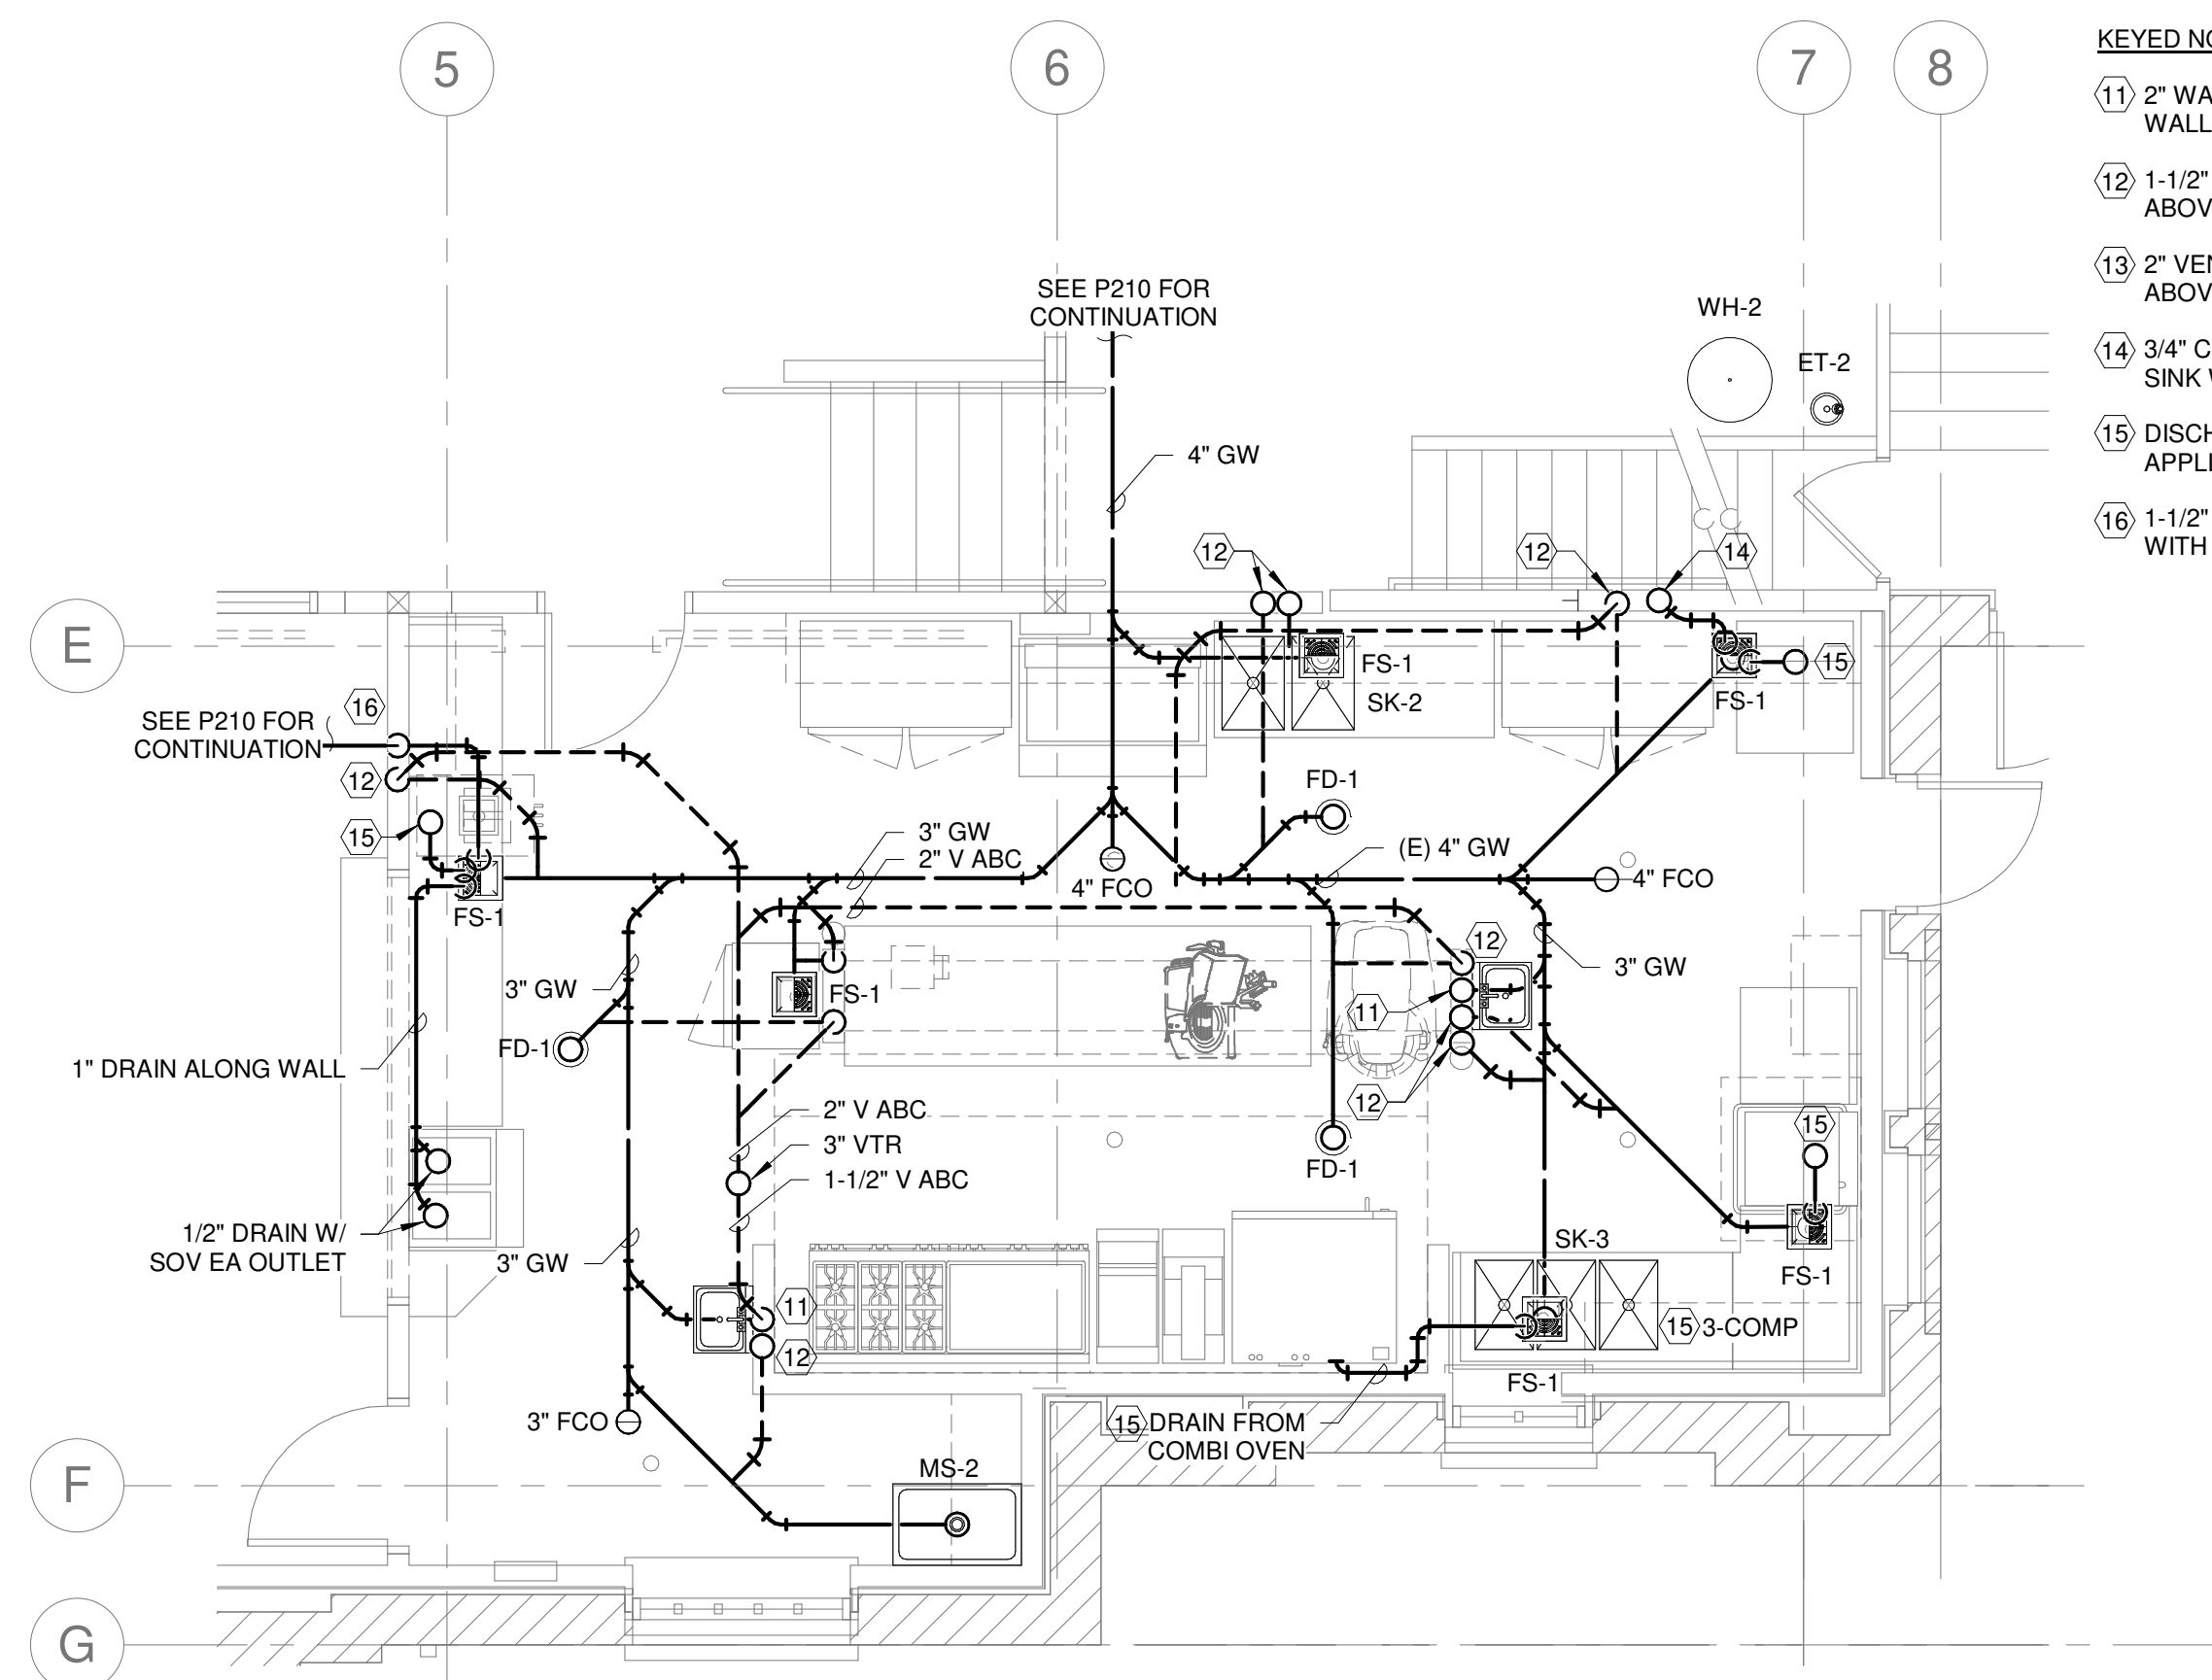 5
6
7
8
KEYED NO
11 2" WA
WALL
12 1-1/2"
ABOV
13 2" VEN
ABOV
14 3/4" C
SINK W
15 DISCH
APPLI
16 1-1/2"
WITH
SEE P210 FOR
CONTINUATION
WH-2
ET-2
4" GW
12
12
14
E
FS-1
SK-2
15
FS-1
16
SEE P210 FOR
CONTINUATION
12
FD-1
15
3" GW
2" V ABC
(E) 4" GW
4" FCO
4" FCO
FS-1
12
3" GW
3" GW
FS-1
11
FD-1
1" DRAIN ALONG WALL
12
2" V ABC
15
3" VTR
FD-1
1-1/2" V ABC
1/2" DRAIN W/
SOV EA OUTLET
3" GW
SK-3
FS-1
11
15 3-COMP
12
FS-1
3" FCO
15 DRAIN FROM
COMBI OVEN
MS-2
F
G